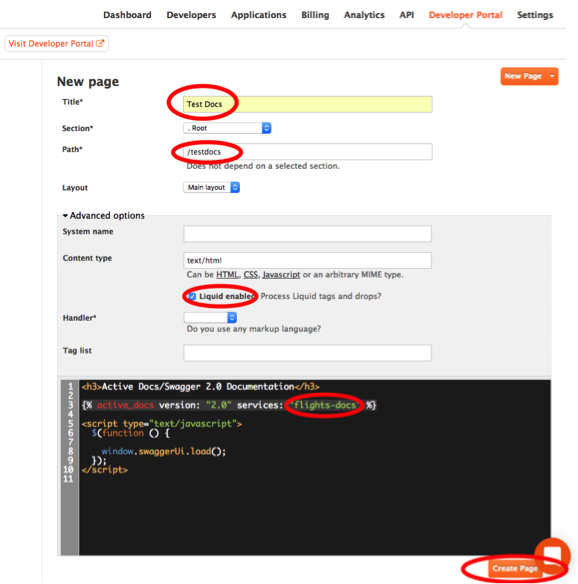 Dashboard Developers Applications Billing Analytics API Developer Portal Settings
Visit Developer Portal
New page
New Page
Title*
Test Docs
Section*
. Root
Path*
/testdocs
Does not depend on a selected section.
Layout
Main layout
Advanced options
System name
Content type
text/html
Can be HTML, CSS, Javascript or an arbitrary MIME type.
Liquid enabled Process Liquid tags and drops?
Handler*
Do you use any markup language?
Tag list
1 <h3>Active Docs/Swagger 2.0 Documentation</h3>
2
3 {% active_docs version: "2.0" services: "flights-docs" %}
4
5 <script type="text/javascript">
6 $(function () {
7
8 window.swaggerUi.load();
9 });
10 </script>
11
Create Page